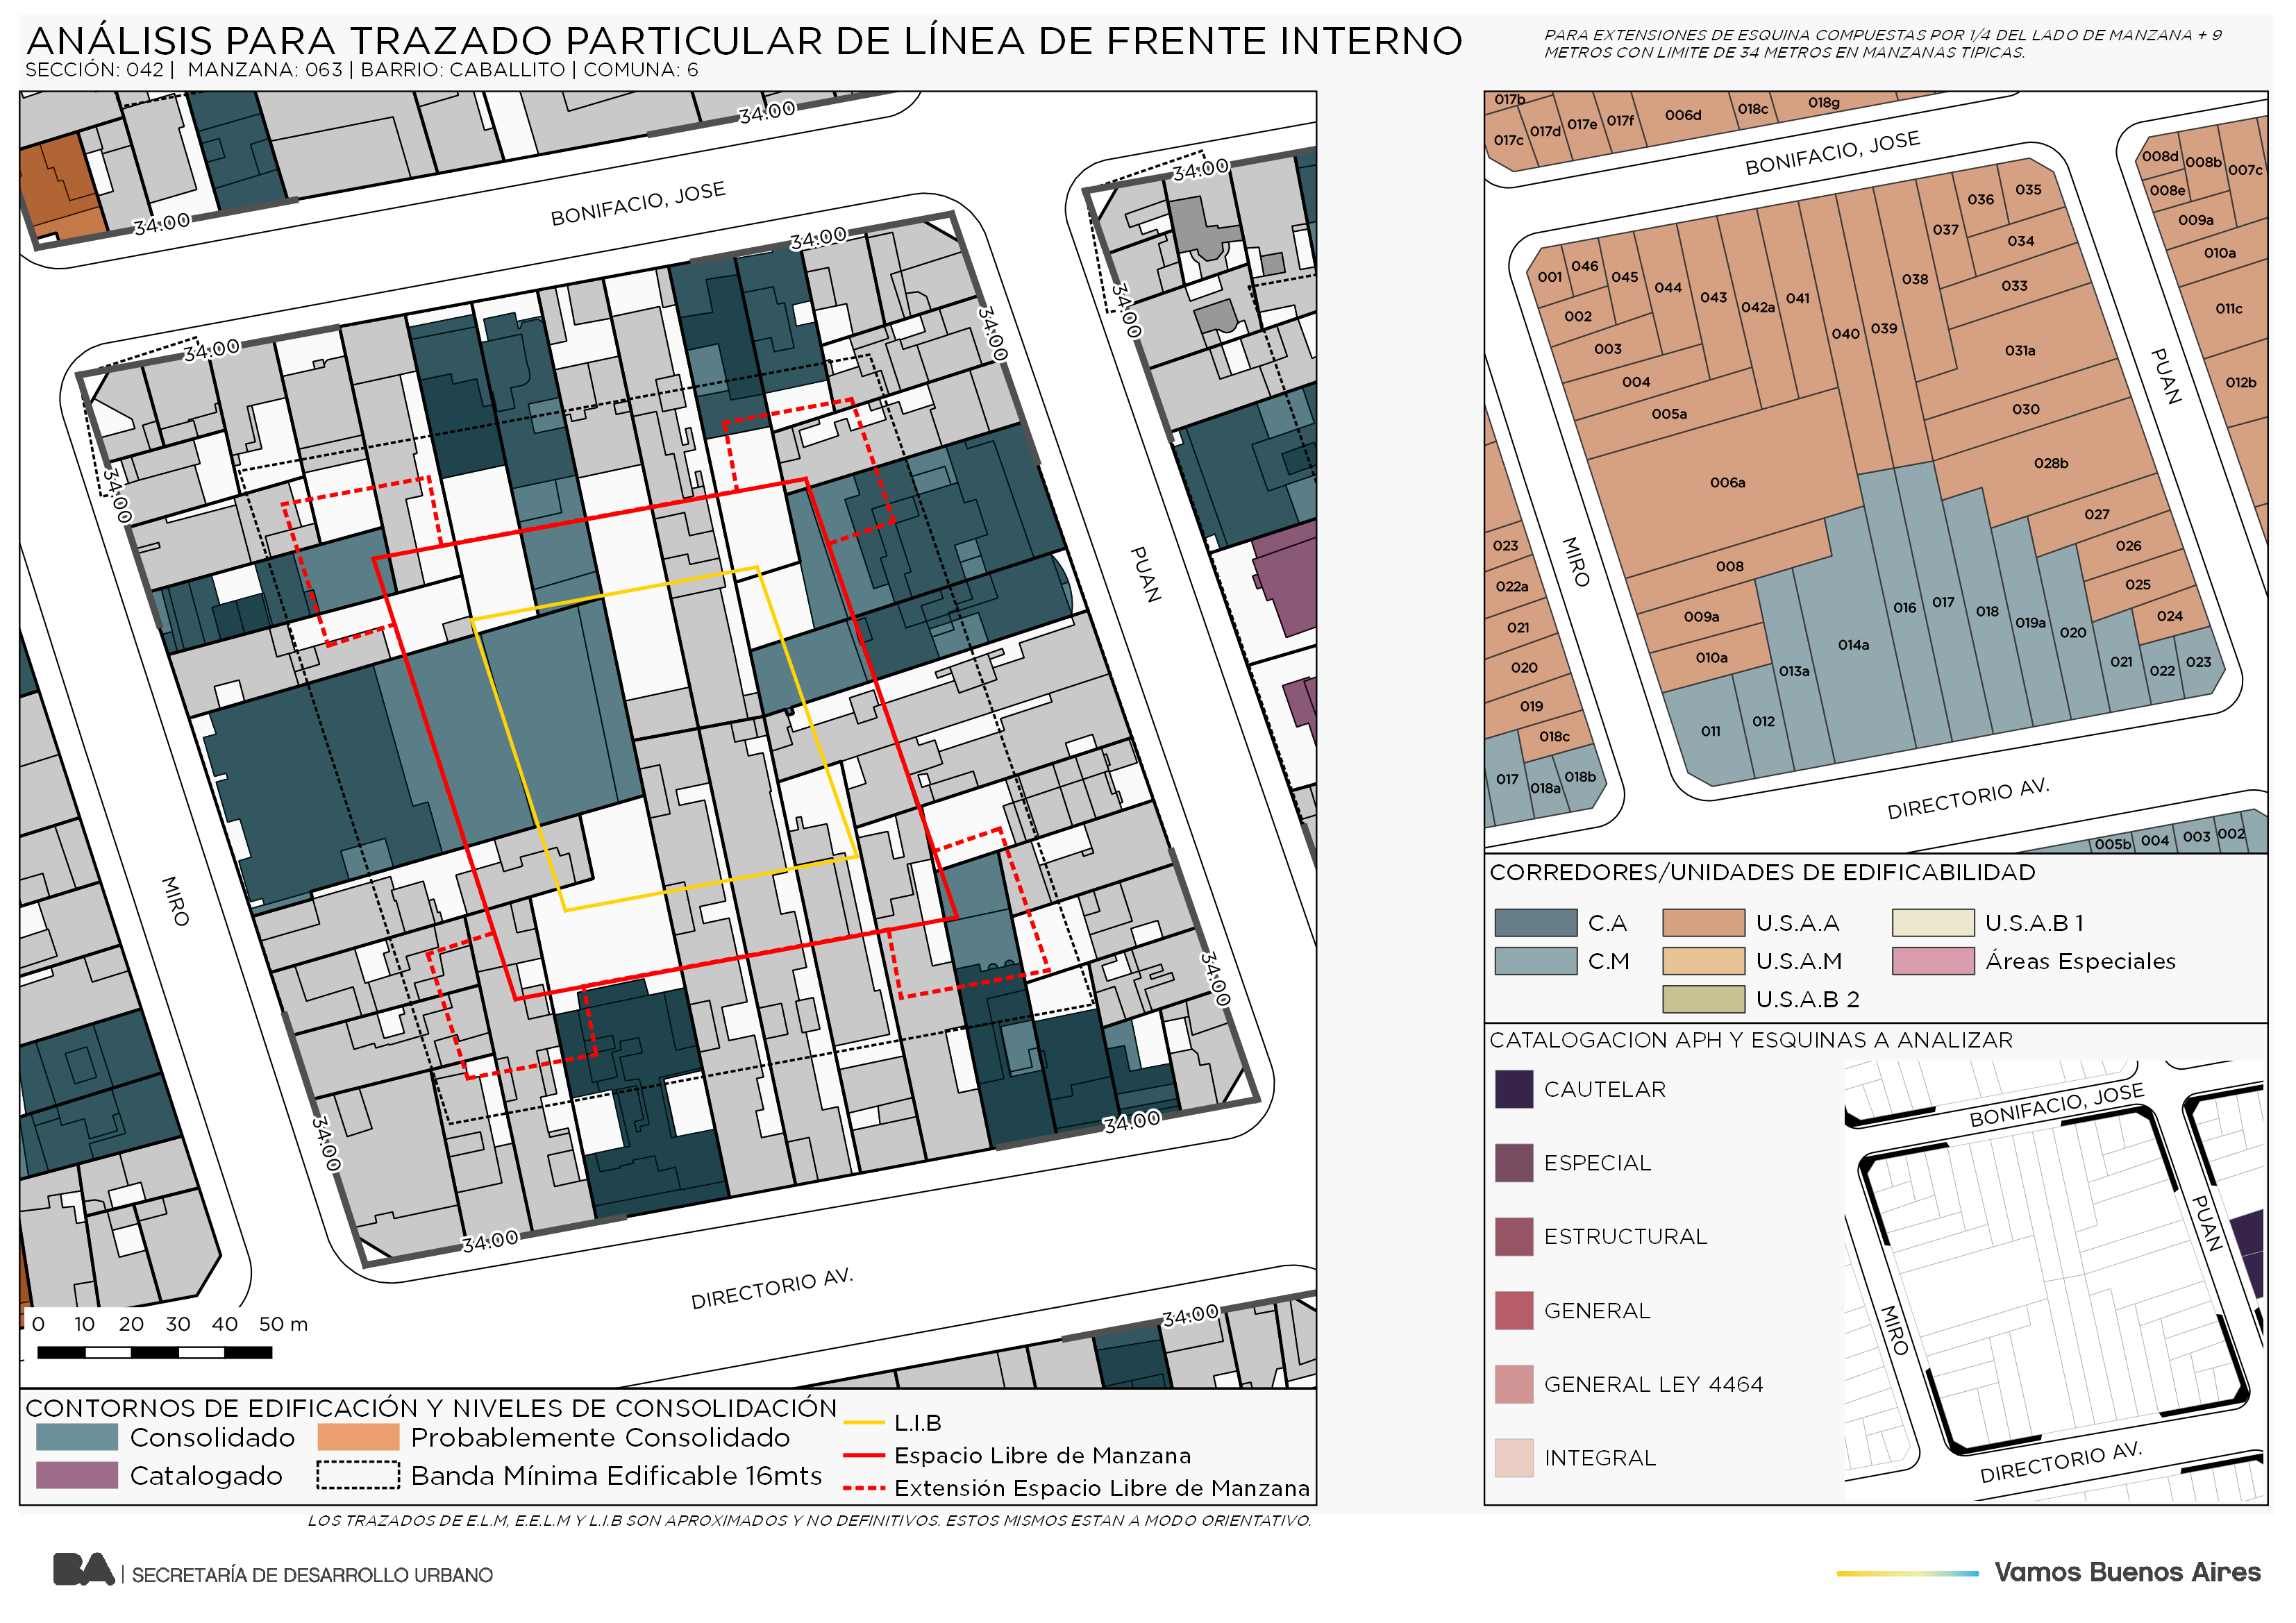 ANÁLISIS PARA TRAZADO PARTICULAR DE LÍNEA DE FRENTE INTERNO
SECCIÓN: 042 | MANZANA: 063 | BARRIO: CABALLITO | COMUNA: 6
PARA EXTENSIONES DE ESQUINA COMPUESTAS POR 1/4 DEL LADO DE MANZANA + 9
METROS CON LIMITE DE 34 METROS EN MANZANAS TIPICAS.
34.00
34.00
BONIFACIO, JOSE
34.00
34.00
34.00
34.00
34.00
34.00
PUAN
MIRO
34.00
34.00
34.00
34.00
DIRECTORIO AV.
34.00
0 10 20 30 40 50 m
CONTORNOS DE EDIFICACIÓN Y NIVELES DE CONSOLIDACIÓN
Consolidado
Probablemente Consolidado
Catalogado
Banda Mínima Edificable 16mts
L.I.B
Espacio Libre de Manzana
Extensión Espacio Libre de Manzana
LOS TRAZADOS DE E.L.M, E.E.L.M Y L.I.B SON APROXIMADOS Y NO DEFINITIVOS. ESTOS MISMOS ESTAN A MODO ORIENTATIVO.
017b
017c
017d
017e
017f
006d
018c
018g
BONIFACIO, JOSE
008d
008b
007c
008e
009a
010a
011c
012b
PUAN
001
046
045
044
043
042a
041
040
039
038
037
036
035
034
033
031a
030
028b
027
026
025
024
002
003
004
005a
006a
008
009a
010a
011
012
013a
014a
016
017
018
019a
020
021
022
023
MIRO
023
022a
021
020
019
018c
017
018a
018b
DIRECTORIO AV.
005b
004
003
002
CORREDORES/UNIDADES DE EDIFICABILIDAD
C.A
U.S.A.A
U.S.A.B 1
C.M
U.S.A.M
Áreas Especiales
U.S.A.B 2
CATALOGACION APH Y ESQUINAS A ANALIZAR
CAUTELAR
ESPECIAL
ESTRUCTURAL
GENERAL
GENERAL LEY 4464
INTEGRAL
BONIFACIO, JOSE
PUAN
MIRO
DIRECTORIO AV.
BA | SECRETARÍA DE DESARROLLO URBANO
Vamos Buenos Aires